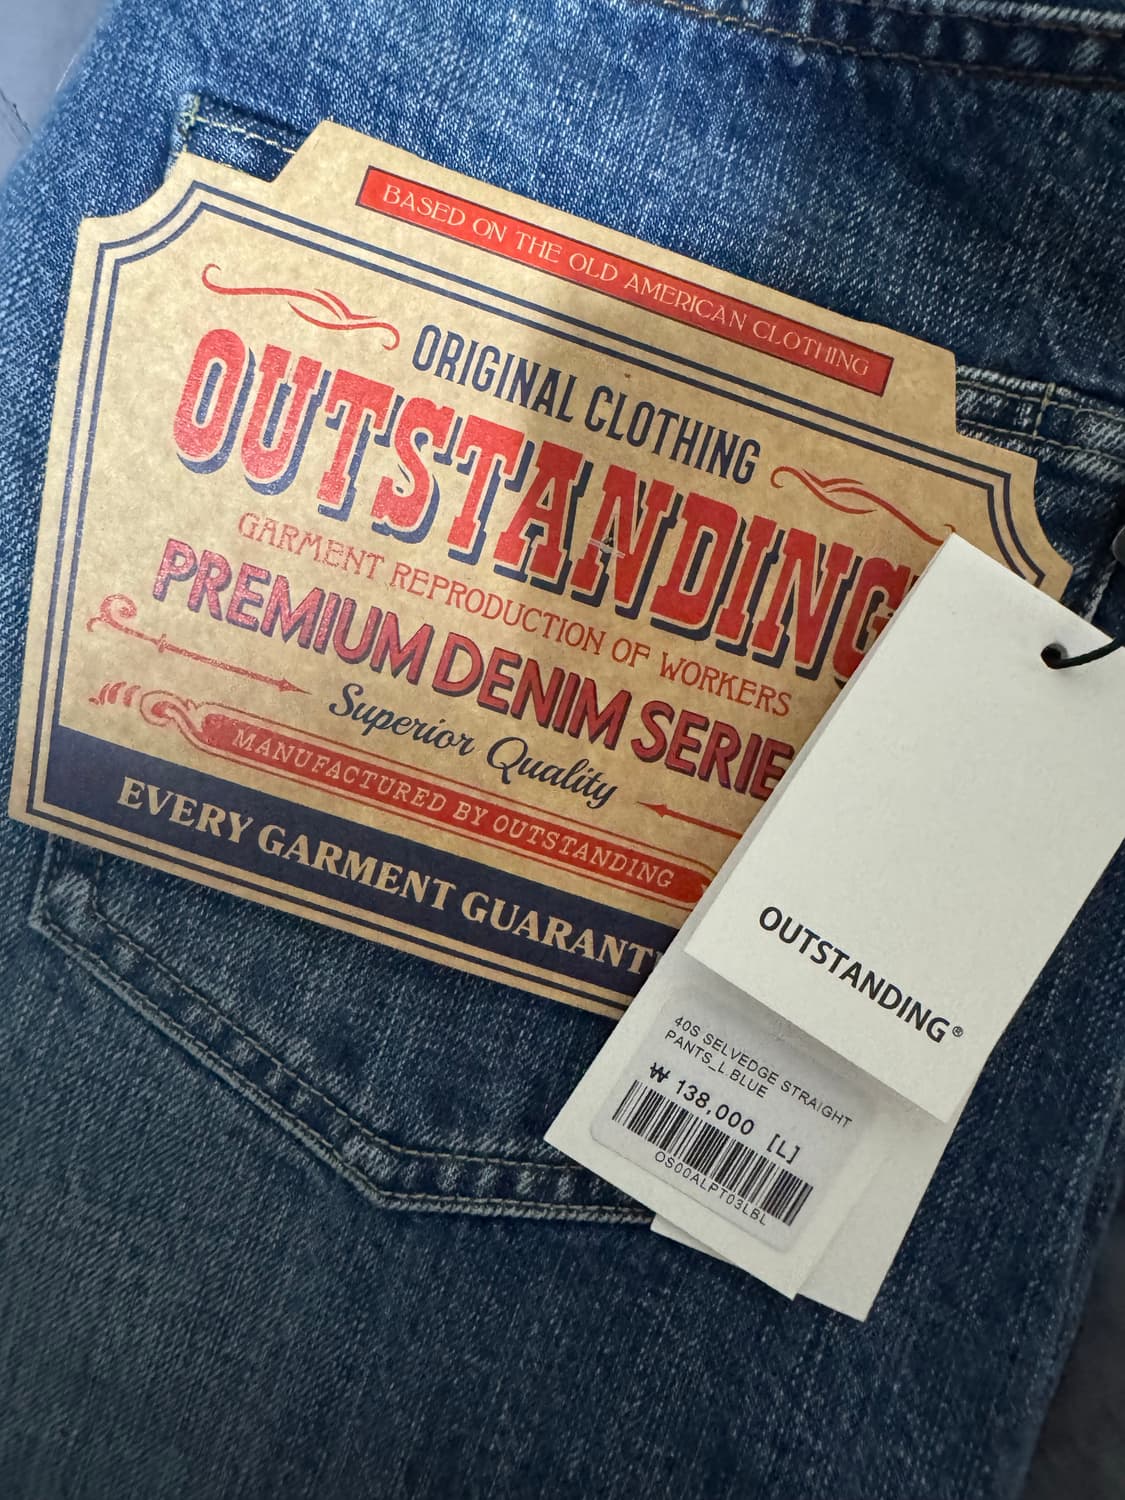 BASED ON THE OLD AMERICAN CLOTHING
ORIGINAL CLOTHING
OUTSTANDING
GARMENT REPRODUCTION OF WORKERS
PREMIUM DENIM SERIE
Superior Quality
MANUFACTURED BY OUTSTANDING
EVERY GARMENT GUARANT
OUTSTANDING®
40S SELVEDGE STRAIGHT
PANTS_L.BLUE
₩ 138,000 [L]
OS00ALPT03LBL